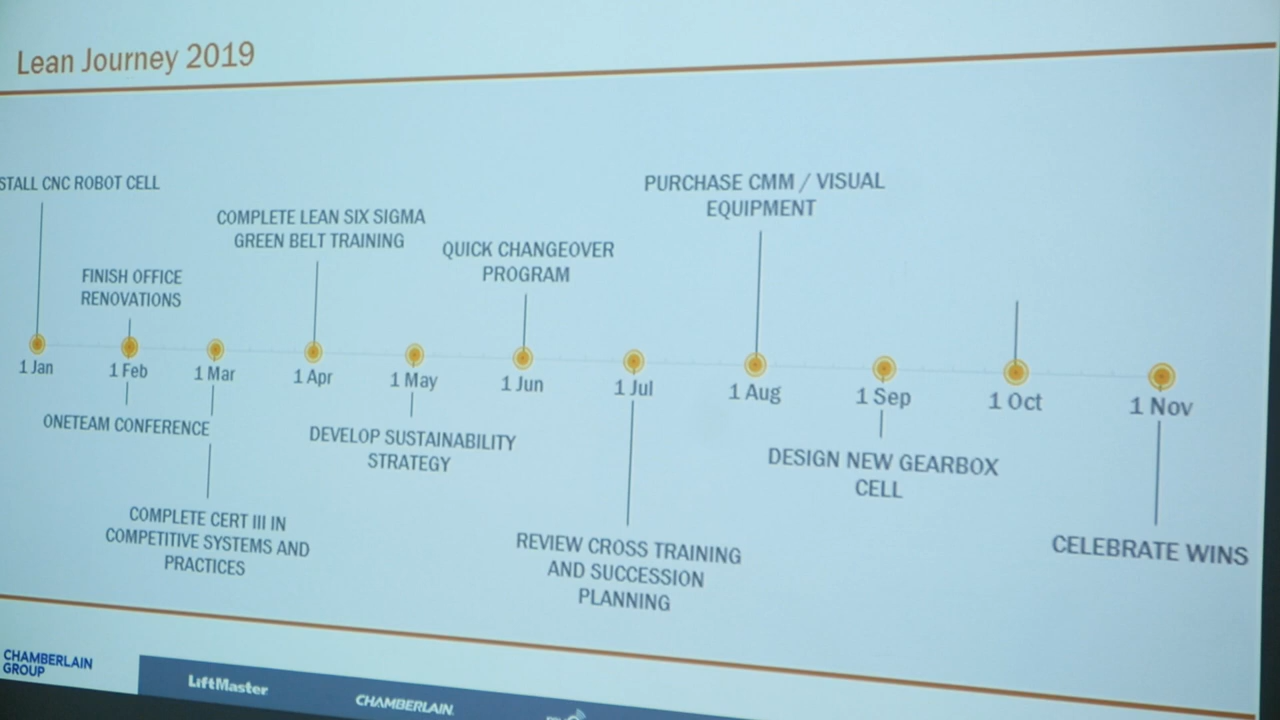 Lean Journey 2019
STALL CNC ROBOT CELL
FINISH OFFICE
RENOVATIONS
COMPLETE LEAN SIX SIGMA
GREEN BELT TRAINING
QUICK CHANGEOVER
PROGRAM
PURCHASE CMM / VISUAL
EQUIPMENT
1 Jan
1 Feb
1 Mar
1 Apr
1 May
1 Jun
1 Jul
1 Aug
1 Sep
1 Oct
1 Nov
ONETEAM CONFERENCE
COMPLETE CERT III IN
COMPETITIVE SYSTEMS AND
PRACTICES
DEVELOP SUSTAINABILITY
STRATEGY
REVIEW CROSS TRAINING
AND SUCCESSION
PLANNING
DESIGN NEW GEARBOX
CELL
CELEBRATE WINS
CHAMBERLAIN
GROUP
LiftMaster
CHAMBERLAIN